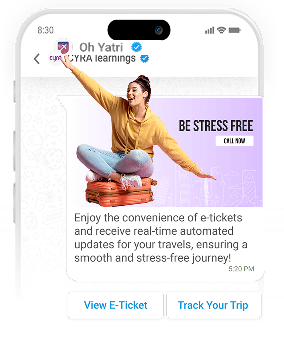 8:30
Oh Yatri
CYRA learnings
BE STRESS FREE
CALL NOW
Enjoy the convenience of e-tickets
and receive real-time automated
updates for your travels, ensuring a
smooth and stress-free journey!
5:20 PM
View E-Ticket
Track Your Trip